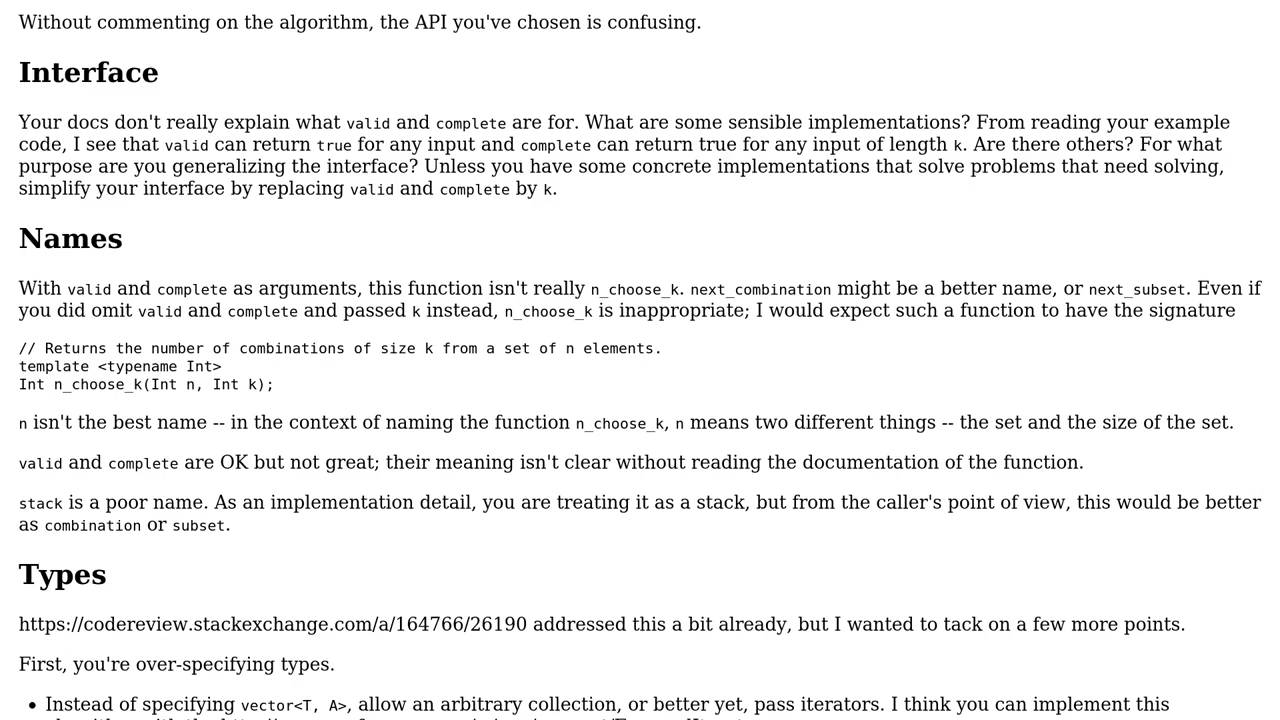 Without commenting on the algorithm, the API you've chosen is confusing.
Interface
Your docs don't really explain what valid and complete are for. What are some sensible implementations? From reading your example
code, I see that valid can return true for any input and complete can return true for any input of length k. Are there others? For what
purpose are you generalizing the interface? Unless you have some concrete implementations that solve problems that need solving,
simplify your interface by replacing valid and complete by k.
Names
With valid and complete as arguments, this function isn't really n_choose_k. next_combination might be a better name, or next_subset. Even if
you did omit valid and complete and passed k instead, n_choose_k is inappropriate; I would expect such a function to have the signature
// Returns the number of combinations of size k from a set of n elements.
template <typename Int>
Int n_choose_k(Int n, Int k);
n isn't the best name -- in the context of naming the function n_choose_k, n means two different things -- the set and the size of the set.
valid and complete are OK but not great; their meaning isn't clear without reading the documentation of the function.
stack is a poor name. As an implementation detail, you are treating it as a stack, but from the caller's point of view, this would be better
as combination or subset.
Types
https://codereview.stackexchange.com/a/164766/26190 addressed this a bit already, but I wanted to tack on a few more points.
First, you're over-specifying types.
• Instead of specifying vector<T, A>, allow an arbitrary collection, or better yet, pass iterators. I think you can implement this